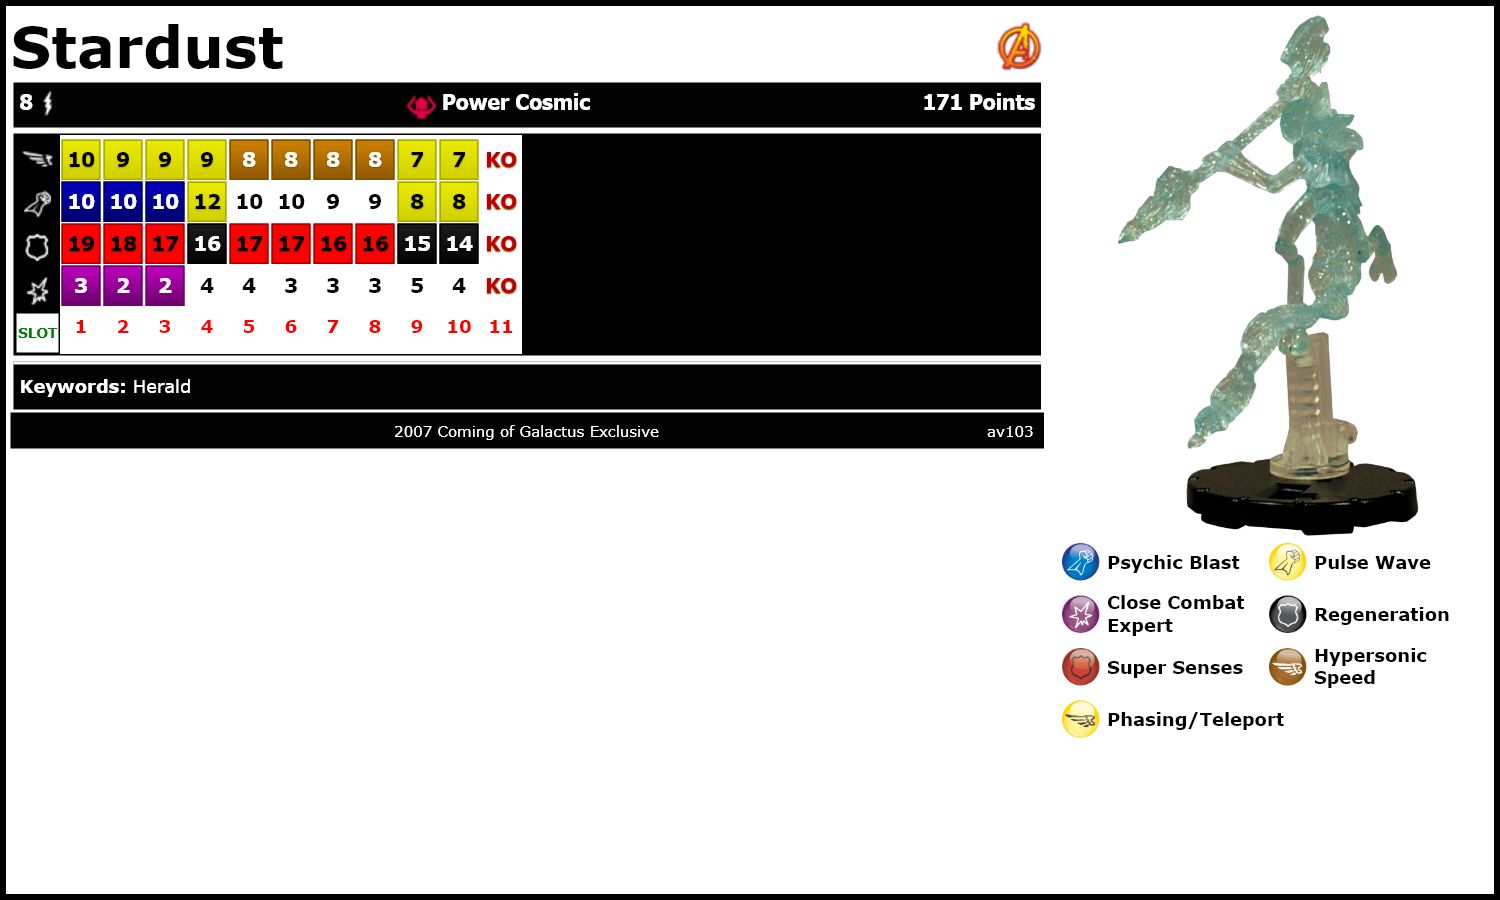 Stardust
8 Power Cosmic 171 Points
10 9 9 9 8 8 8 8 7 7 KO
10 10 10 12 10 10 9 9 8 8 KO
19 18 17 16 17 17 16 16 15 14 KO
3 2 2 4 4 3 3 3 5 4 KO
SLOT 1 2 3 4 5 6 7 8 9 10 11
Keywords: Herald
2007 Coming of Galactus Exclusive av103
Psychic Blast Pulse Wave
Close Combat
Expert
Regeneration
Super Senses
Hypersonic
Speed
Phasing/Teleport